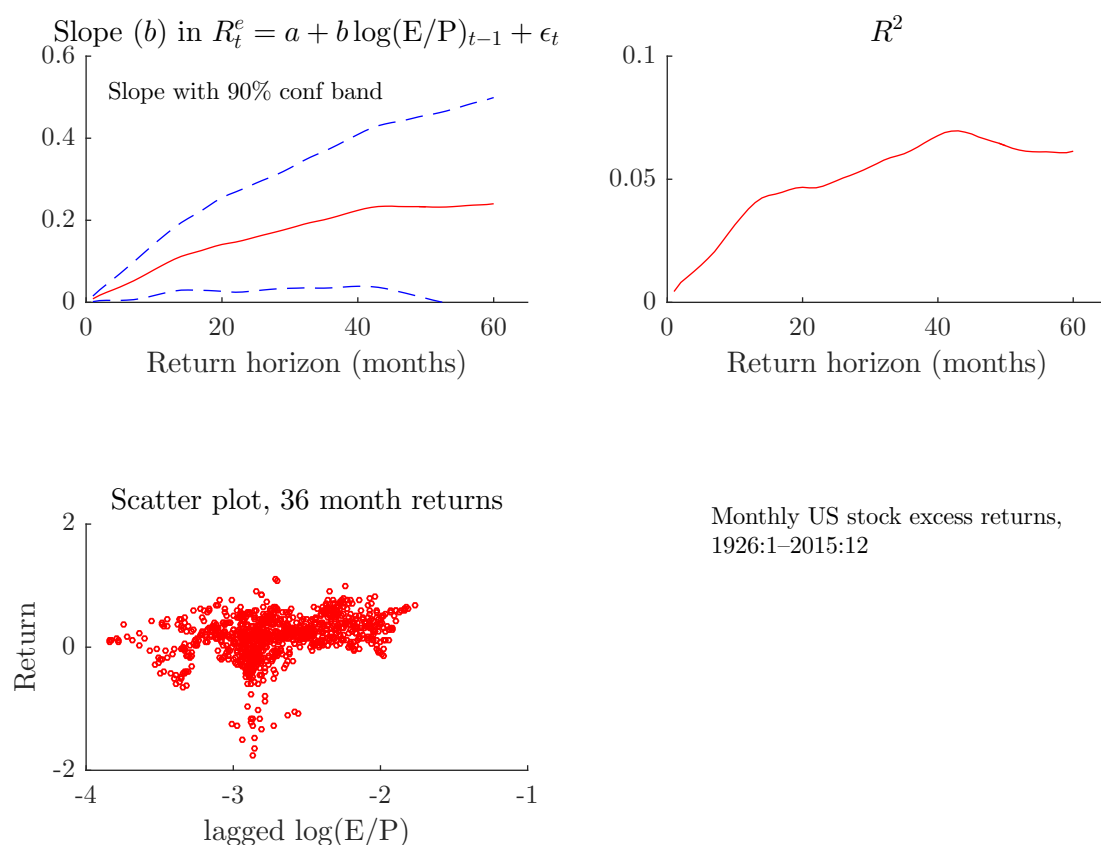 Slope (b) in R_t^e = a + b log(E/P)_{t−1} + ϵ_t
Slope with 90% conf band
0.6
0.4
0.2
0
0 20 40 60
Return horizon (months)
R^2
0.1
0.05
0
0 20 40 60
Return horizon (months)
Scatter plot, 36 month returns
2
0
-2
Return
-4 -3 -2 -1
lagged log(E/P)
Monthly US stock excess returns,
1926:1–2015:12